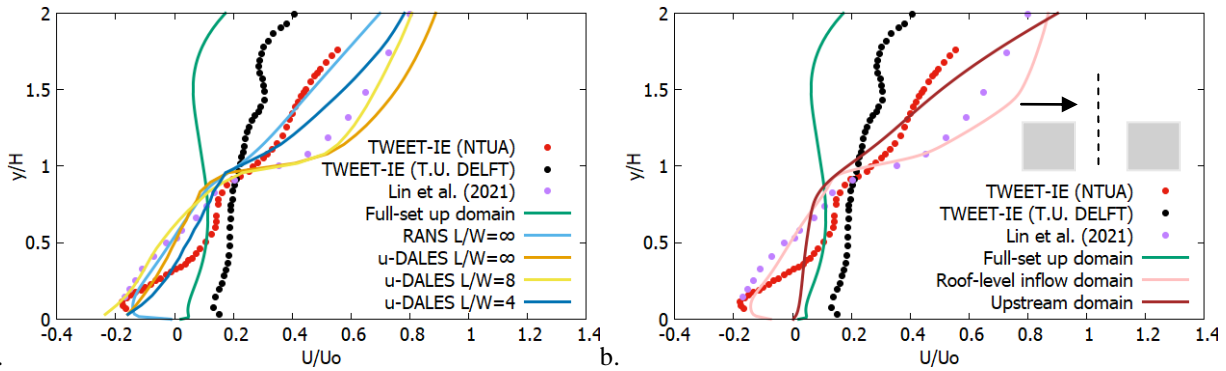 2
1.5
1
0.5
0
y/H
-0.4 -0.2 0 0.2 0.4 0.6 0.8 1 1.2 1.4
U/Uo
TWEET-IE (NTUA)
TWEET-IE (T.U. DELFT)
Lin et al. (2021)
Full-set up domain
RANS L/W=∞
u-DALES L/W=∞
u-DALES L/W=8
u-DALES L/W=4
b.
2
1.5
1
0.5
0
y/H
-0.4 -0.2 0 0.2 0.4 0.6 0.8 1 1.2 1.4
U/Uo
TWEET-IE (NTUA)
TWEET-IE (T.U. DELFT)
Lin et al. (2021)
Full-set up domain
Roof-level inflow domain
Upstream domain